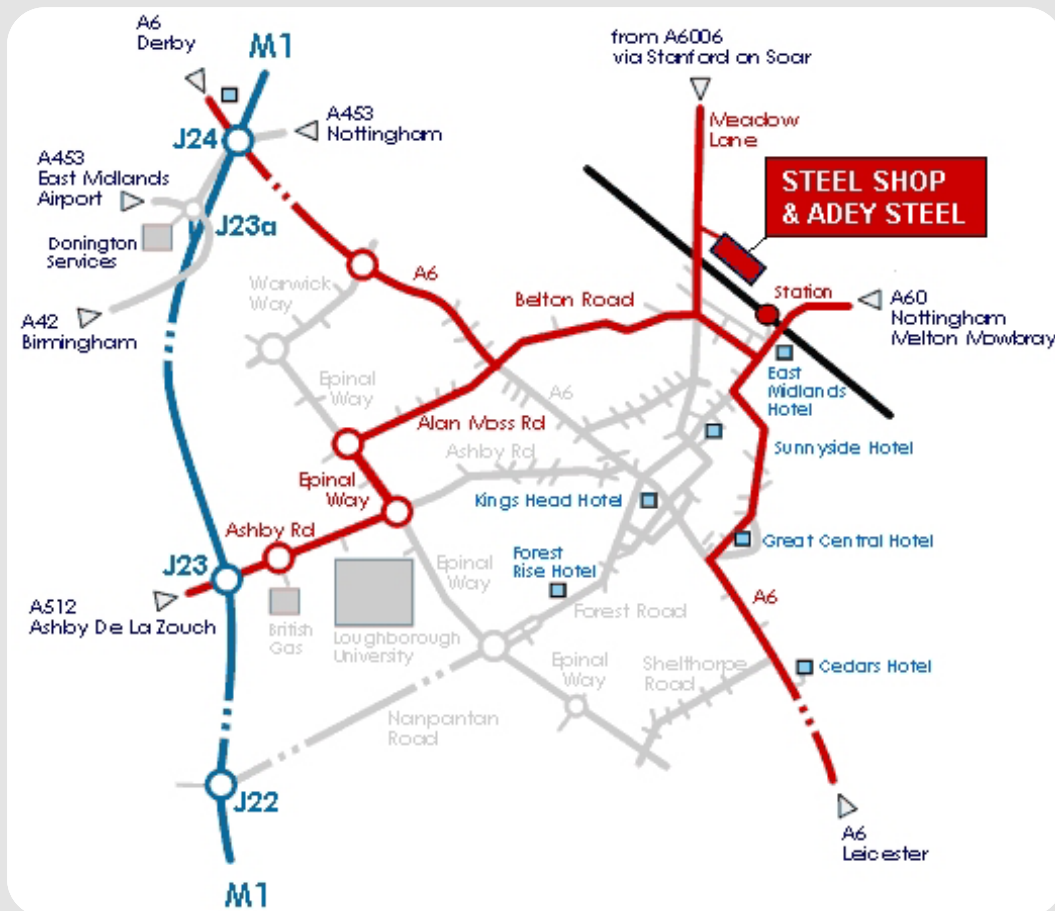 A6
Derby
M1
from A6006
via Stanford on Soar
J24
A453
Nottingham
Meadow
Lane
A453
East Midlands
Airport
STEEL SHOP
& ADEY STEEL
J23a
Donington
Services
A6
Warwick
Way
Belton Road
Station
A60
Nottingham
Melton Mowbray
A42
Birmingham
Epinal
Way
A6
East
Midlands
Hotel
Alan Moss Rd
Ashby Rd
Sunnyside Hotel
Epinal
Way
Kings Head Hotel
Ashby Rd
Great Central Hotel
J23
Epinal
Way
Forest
Rise Hotel
A512
Ashby De La Zouch
British
Gas
Loughborough
University
Forest Road
A6
Epinal
Way
Shelthorpe
Road
Cedars Hotel
Nanpantan
Road
J22
A6
Leicester
M1